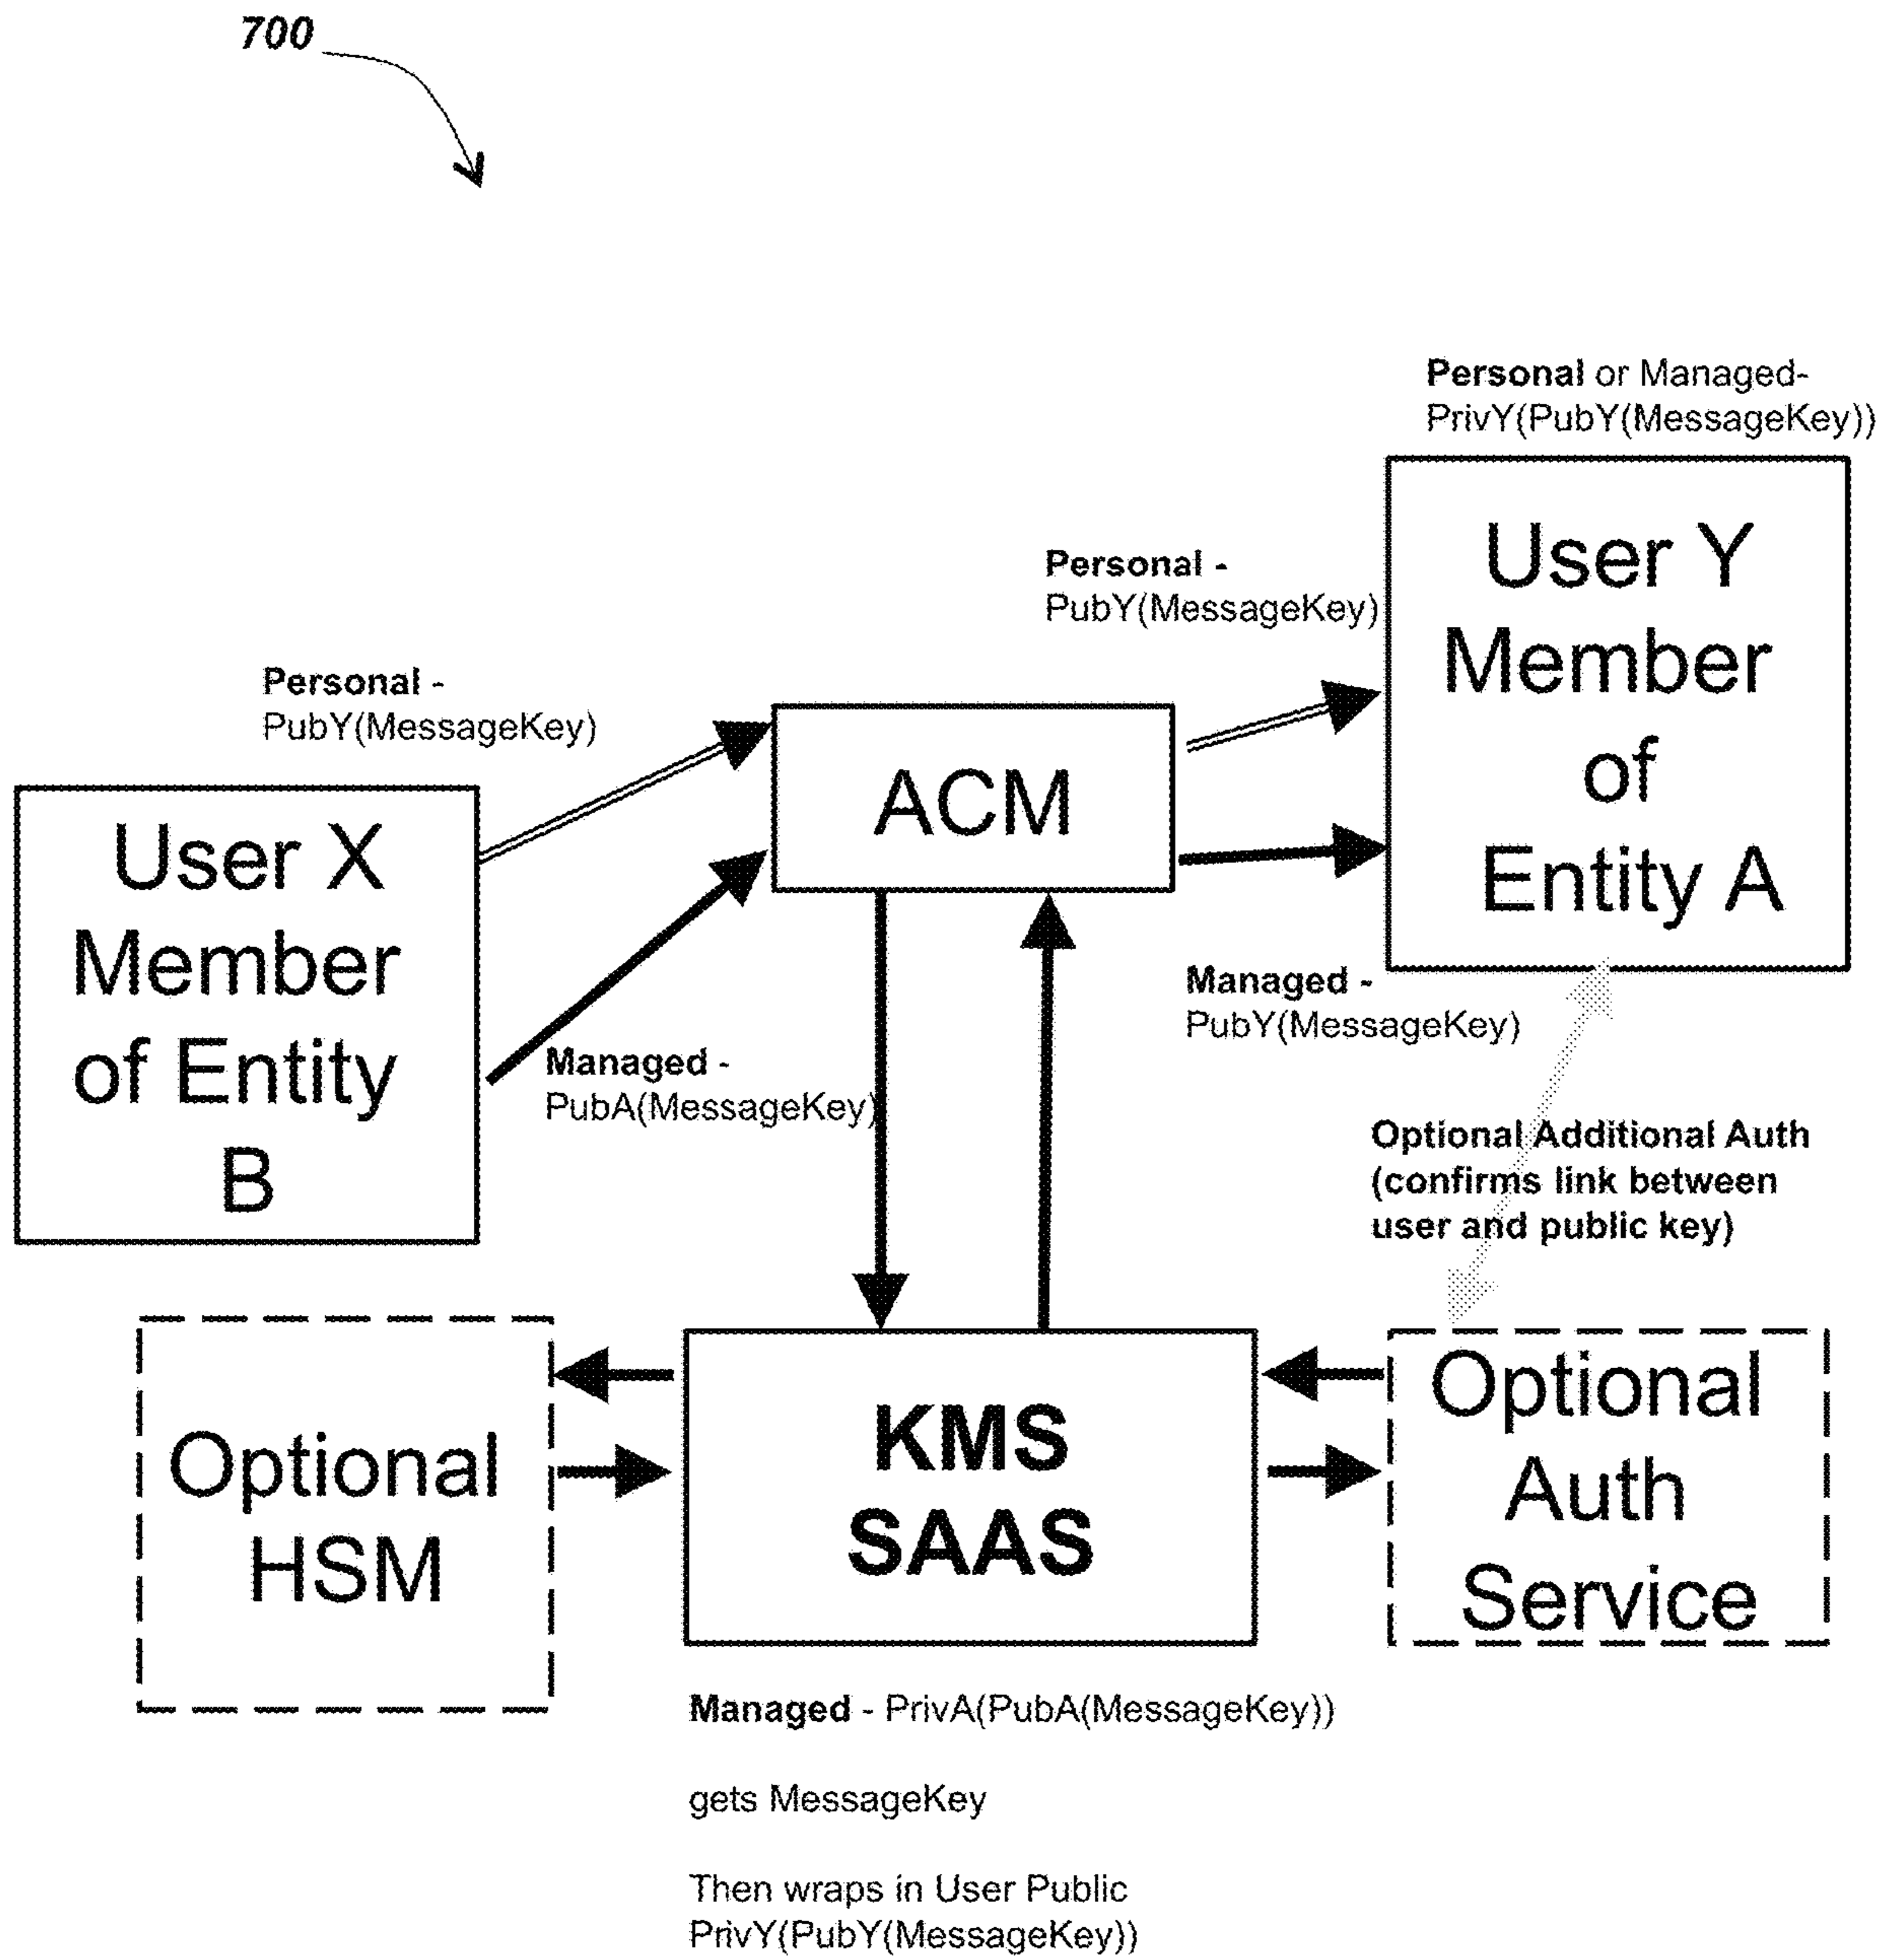 700
Personal or Managed-
PrivY(PubY(MessageKey))
User Y
Member
of
Entity A
Personal -
PubY(MessageKey)
Personal -
PubY(MessageKey)
ACM
User X
Member
of Entity
B
Managed -
PubY(MessageKey)
Managed -
PubA(MessageKey)
Optional Additional Auth
(confirms link between
user and public key)
Optional
HSM
KMS
SAAS
Optional
Auth
Service
Managed - PrivA(PubA(MessageKey))
gets MessageKey
Then wraps in User Public
PrivY(PubY(MessageKey))